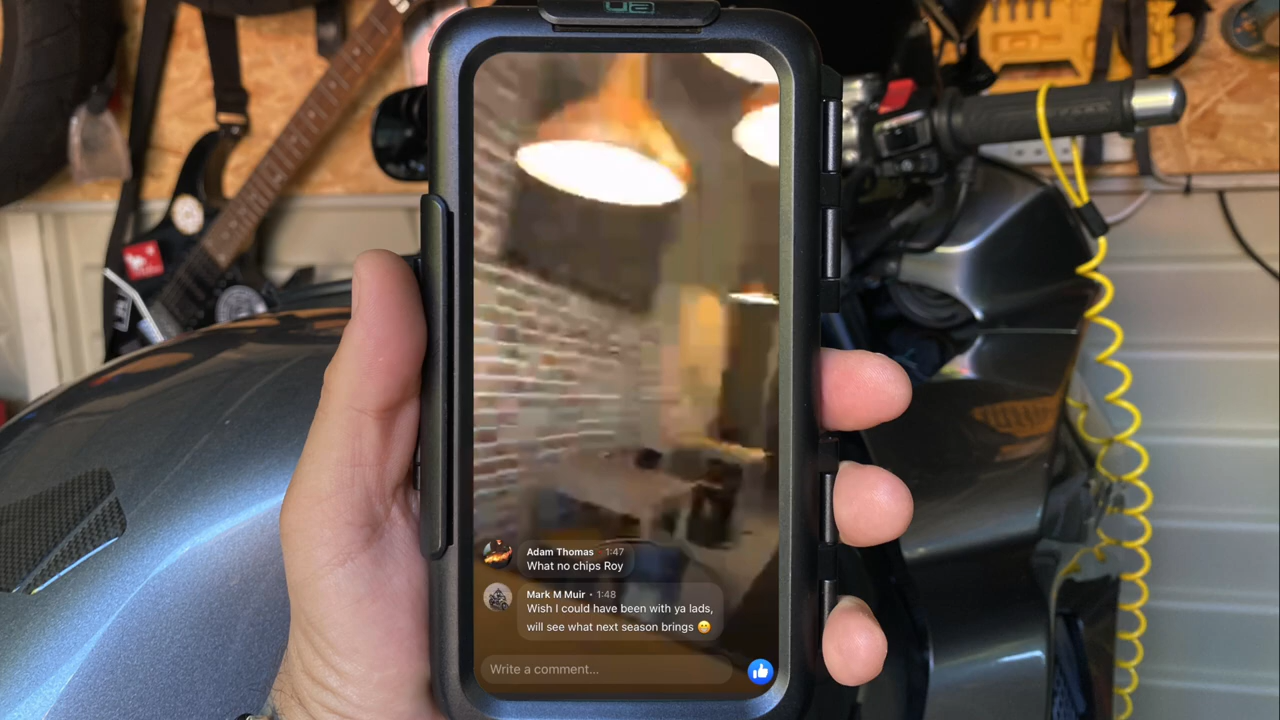 Adam Thomas · 1:47
What no chips Roy
Mark M Muir · 1:48
Wish I could have been with ya lads,
will see what next season brings 😁
Write a comment...